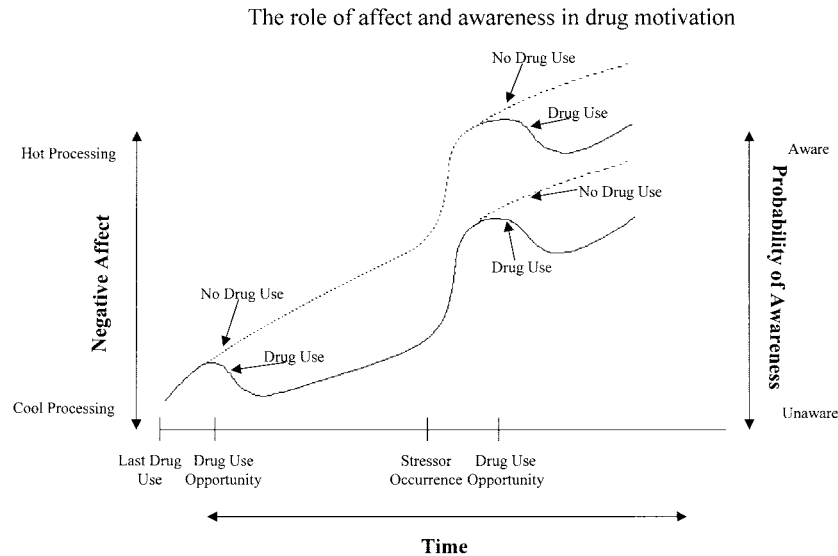 The role of affect and awareness in drug motivation
No Drug Use
Drug Use
Hot Processing
Aware
No Drug Use
Negative Affect
Probability of Awareness
Drug Use
No Drug Use
Drug Use
Cool Processing
Unaware
Last Drug
Use
Drug Use
Opportunity
Stressor
Occurrence
Drug Use
Opportunity
Time